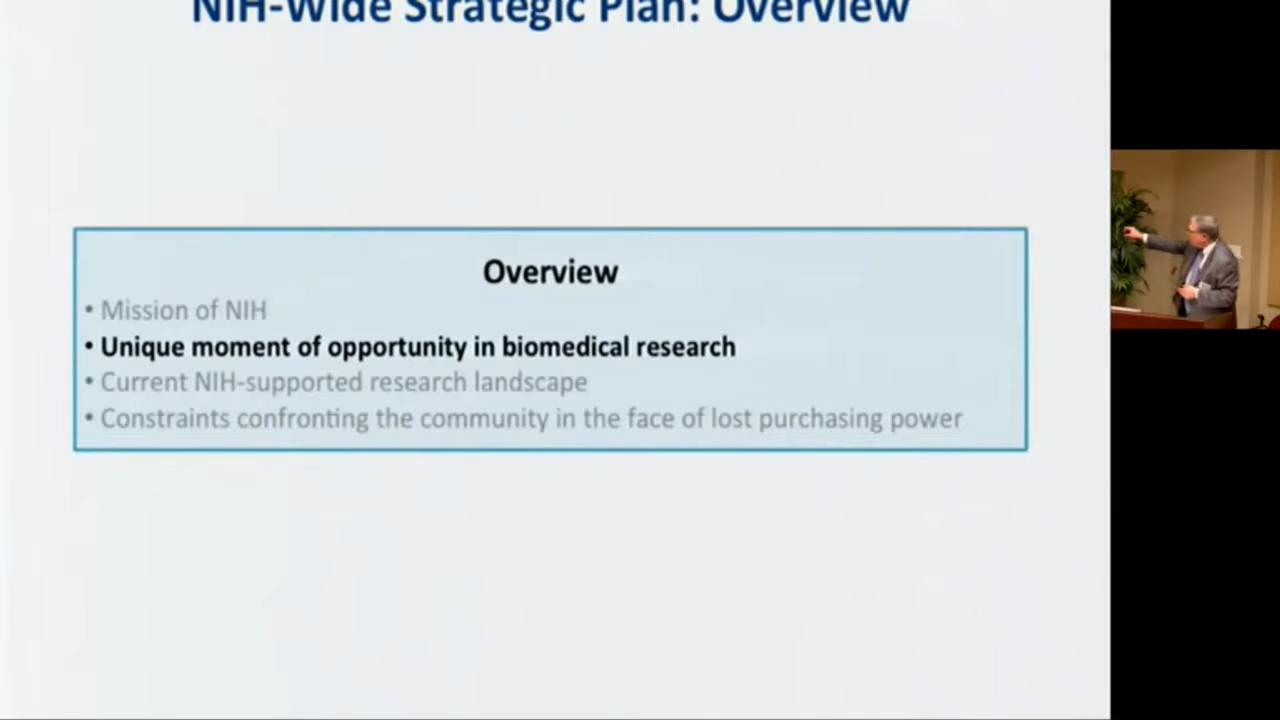 NIH-Wide Strategic Plan: Overview
Overview
• Mission of NIH
• Unique moment of opportunity in biomedical research
• Current NIH-supported research landscape
• Constraints confronting the community in the face of lost purchasing power